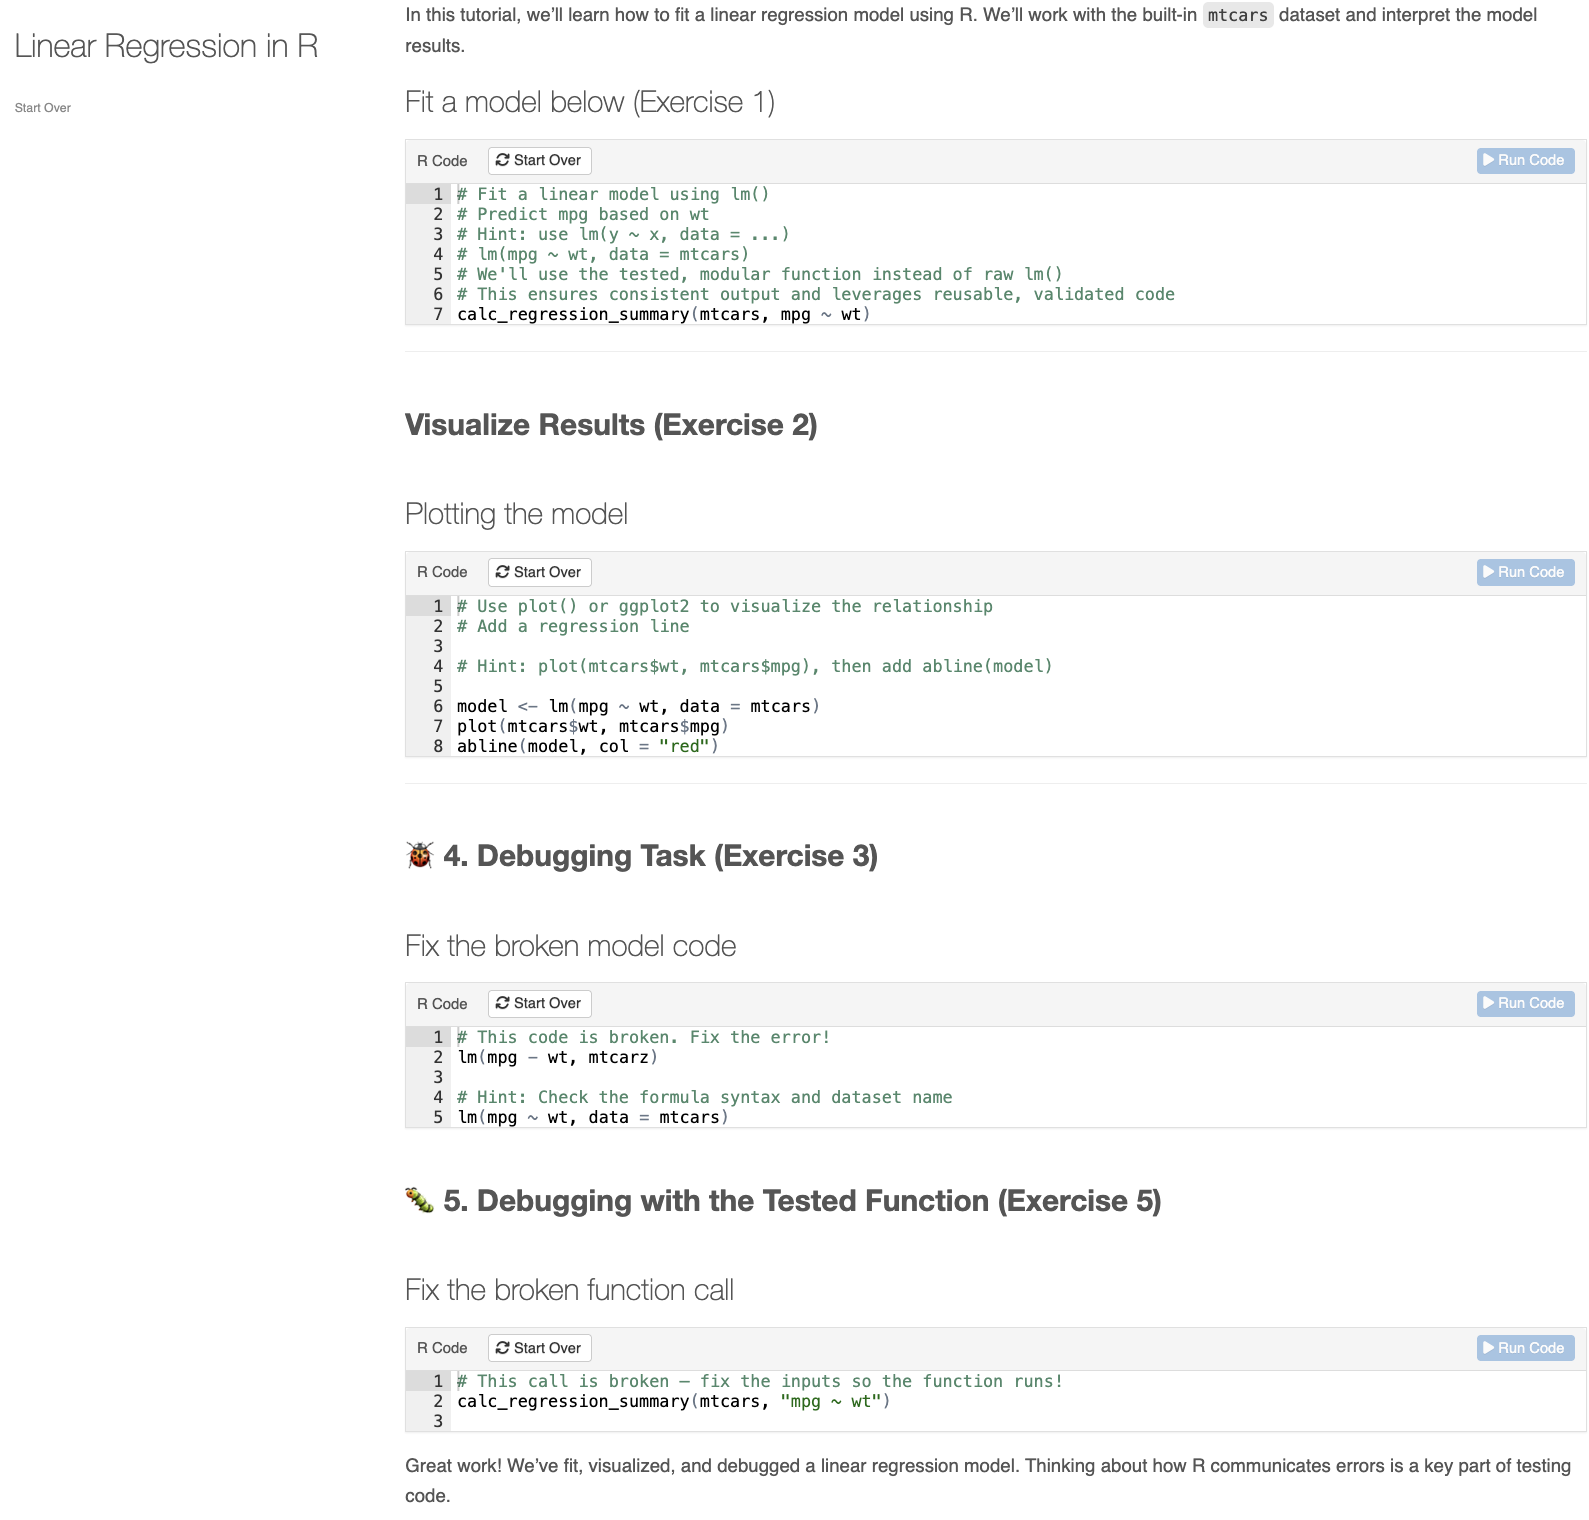 Linear Regression in R
Start Over
In this tutorial, we’ll learn how to fit a linear regression model using R. We’ll work with the built-in mtcars dataset and interpret the model
results.
Fit a model below (Exercise 1)
R Code Start Over Run Code
1 # Fit a linear model using lm()
2 # Predict mpg based on wt
3 # Hint: use lm(y ~ x, data = ...)
4 # lm(mpg ~ wt, data = mtcars)
5 # We'll use the tested, modular function instead of raw lm()
6 # This ensures consistent output and leverages reusable, validated code
7 calc_regression_summary(mtcars, mpg ~ wt)
Visualize Results (Exercise 2)
Plotting the model
R Code Start Over Run Code
1 # Use plot() or ggplot2 to visualize the relationship
2 # Add a regression line
3
4 # Hint: plot(mtcars$wt, mtcars$mpg), then add abline(model)
5
6 model <- lm(mpg ~ wt, data = mtcars)
7 plot(mtcars$wt, mtcars$mpg)
8 abline(model, col = "red")
🐞 4. Debugging Task (Exercise 3)
Fix the broken model code
R Code Start Over Run Code
1 # This code is broken. Fix the error!
2 lm(mpg - wt, mtcarz)
3
4 # Hint: Check the formula syntax and dataset name
5 lm(mpg ~ wt, data = mtcars)
🐛 5. Debugging with the Tested Function (Exercise 5)
Fix the broken function call
R Code Start Over Run Code
1 # This call is broken — fix the inputs so the function runs!
2 calc_regression_summary(mtcars, "mpg ~ wt")
3
Great work! We’ve fit, visualized, and debugged a linear regression model. Thinking about how R communicates errors is a key part of testing
code.